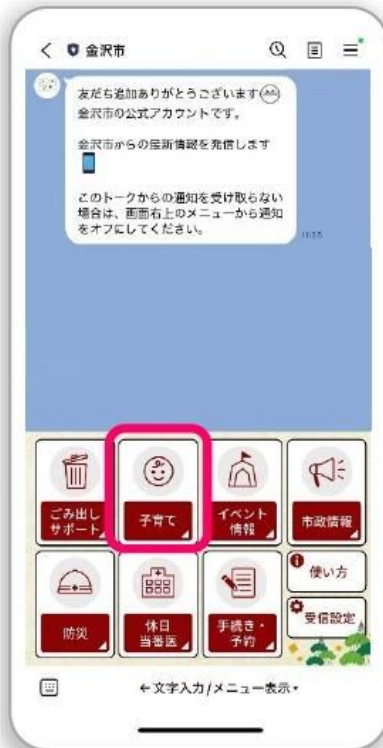 金沢市
友だち追加ありがとうございます
金沢市の公式アカウントです。
金沢市からの最新情報を発信します
このトークからの通知を受け取らない
場合は、画面右上のメニューから通知
をオフにしてください。
ごみ出し
サポート
子育て
イベント
情報
市政情報
防災
休日
当番医
手続き・
予約
使い方
受信設定
←文字入力/メニュー表示▾